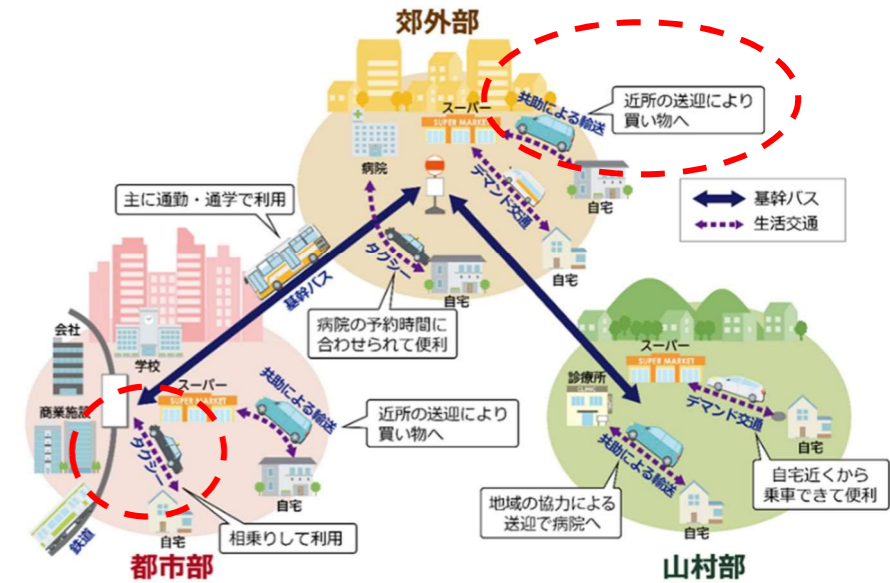 郊外部
スーパー
SUPER MARKET
病院
共助による輸送
近所の送迎により
買い物へ
自宅
デマンド交通
自宅
タクシー
自宅
病院の予約時間に
合わせられて便利
基幹バス
生活交通
主に通勤・通学で利用
基幹バス
会社
学校
商業施設
スーパー
SUPER MARKET
共助による輸送
近所の送迎により
買い物へ
自宅
タクシー
自宅
相乗りして利用
鉄道
都市部
スーパー
SUPER MARKET
診療所
CLINIC
デマンド交通
自宅
自宅近くから
乗車できて便利
共助による輸送
自宅
地域の協力による
送迎で病院へ
山村部